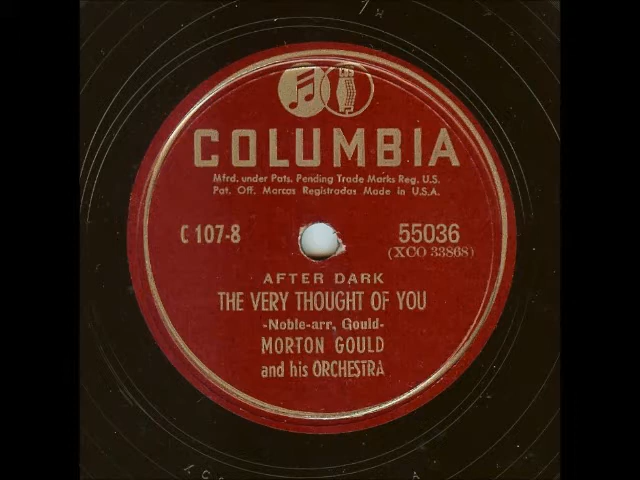 COLUMBIA
Mfrd. under Pats. Pending Trade Marks Reg. U.S.
Pat. Off. Marcas Registradas Made in U.S.A.
C 107-8 55036
(XCO 33868)
AFTER DARK
THE VERY THOUGHT OF YOU
-Noble-arr. Gould-
MORTON GOULD
and his ORCHESTRA